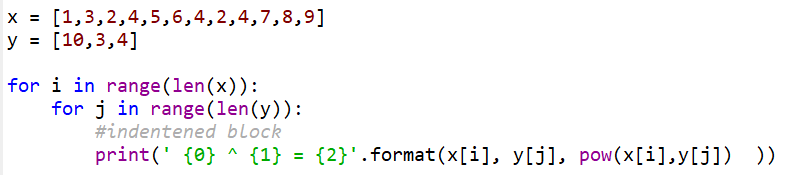 x = [1,3,2,4,5,6,4,2,4,7,8,9]
y = [10,3,4]
for i in range(len(x)):
    for j in range(len(y)):
        #indentened block
        print(' {0} ^ {1} = {2}'.format(x[i], y[j], pow(x[i],y[j])  ))